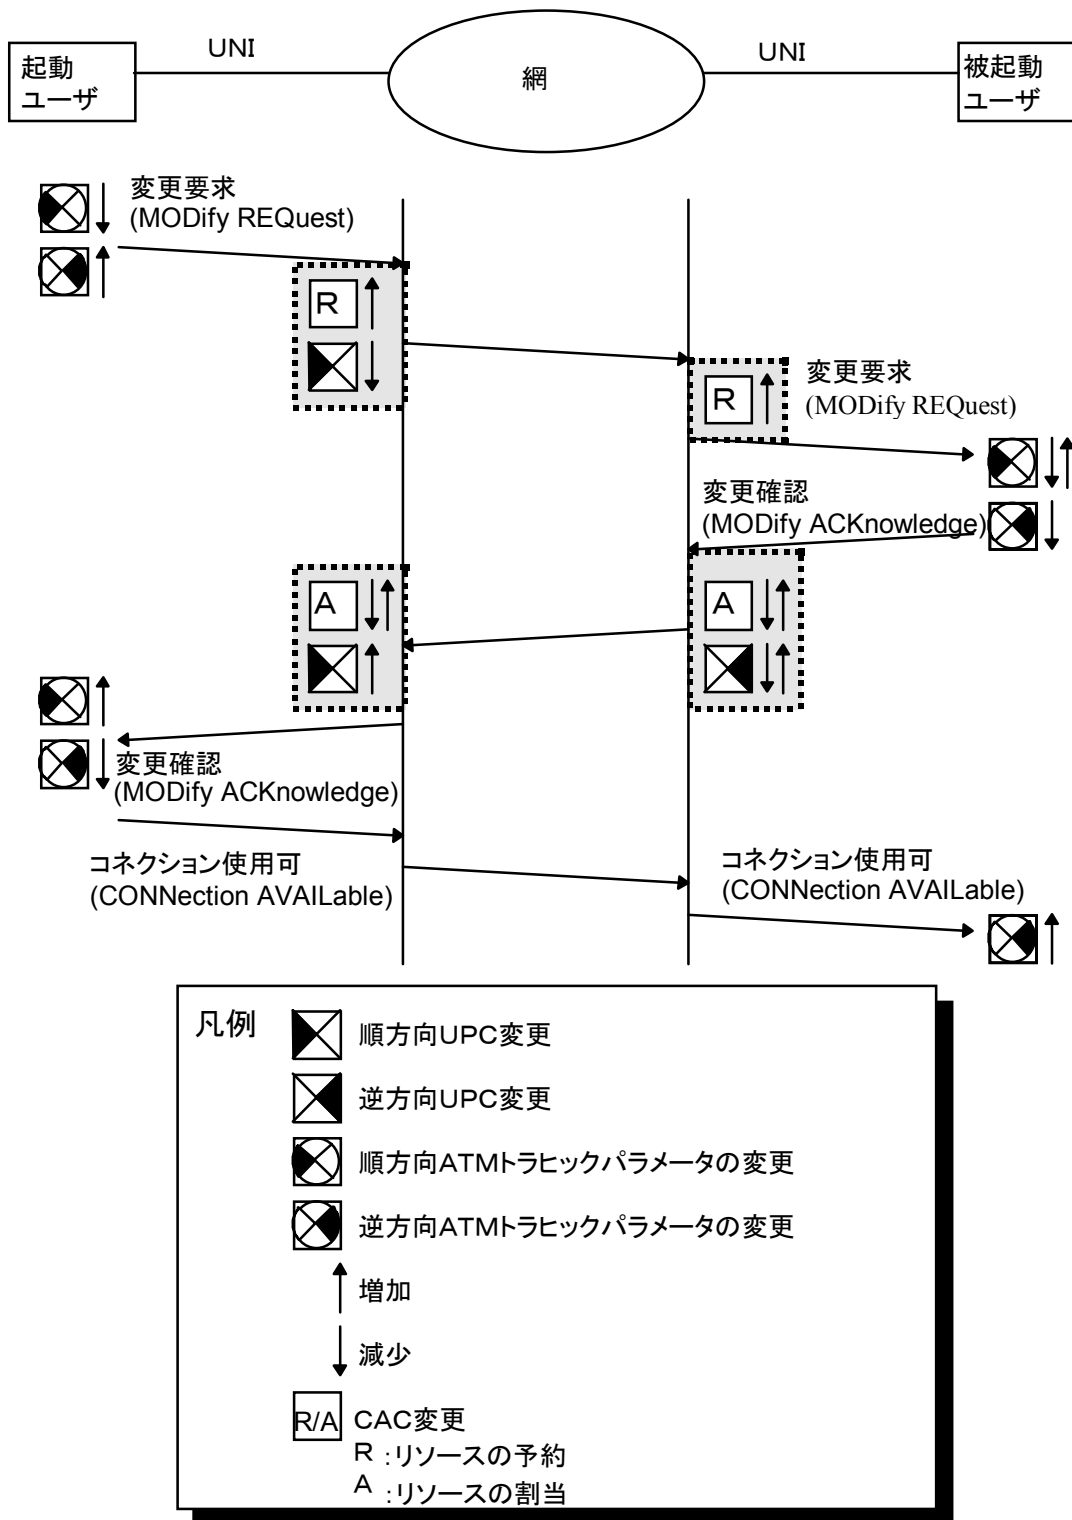 UNI
UNI
起動
ユーザ
網
被起動
ユーザ
変更要求
(MODify REQuest)
R
変更要求
(MODify REQuest)
R
変更確認
(MODify ACKnowledge)
A
A
変更確認
(MODify ACKnowledge)
コネクション使用可
(CONNection AVAILable)
コネクション使用可
(CONNection AVAILable)
凡例
順方向UPC変更
逆方向UPC変更
順方向ATMトラヒックパラメータの変更
逆方向ATMトラヒックパラメータの変更
増加
減少
R/A CAC変更
R :リソースの予約
A :リソースの割当